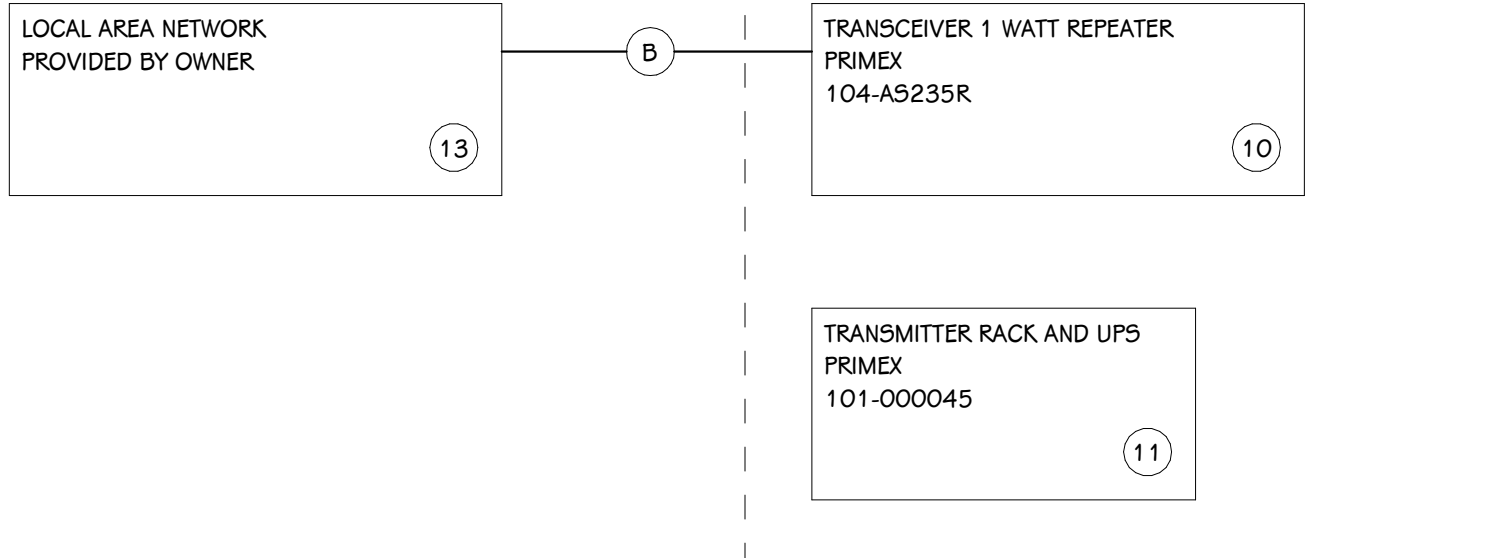 LOCAL AREA NETWORK
PROVIDED BY OWNER
13
B
TRANSCEIVER 1 WATT REPEATER
PRIMEX
104-AS235R
10
TRANSMITTER RACK AND UPS
PRIMEX
101-000045
11